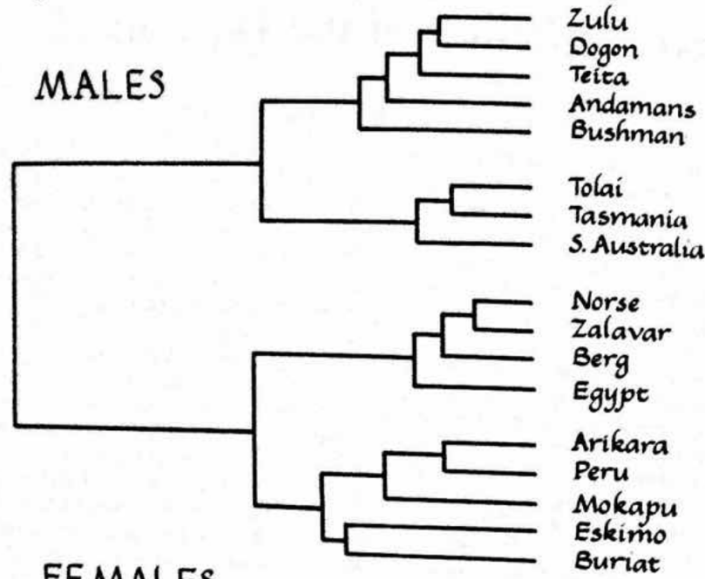 Zulu
Dogon
MALES
Teita
Andamans
Bushman
Tolai
Tasmania
S. Australia
Norse
Zalavar
Berg
Egypt
Arikara
Peru
Mokapu
Eskimo
Buriat
FEMALES